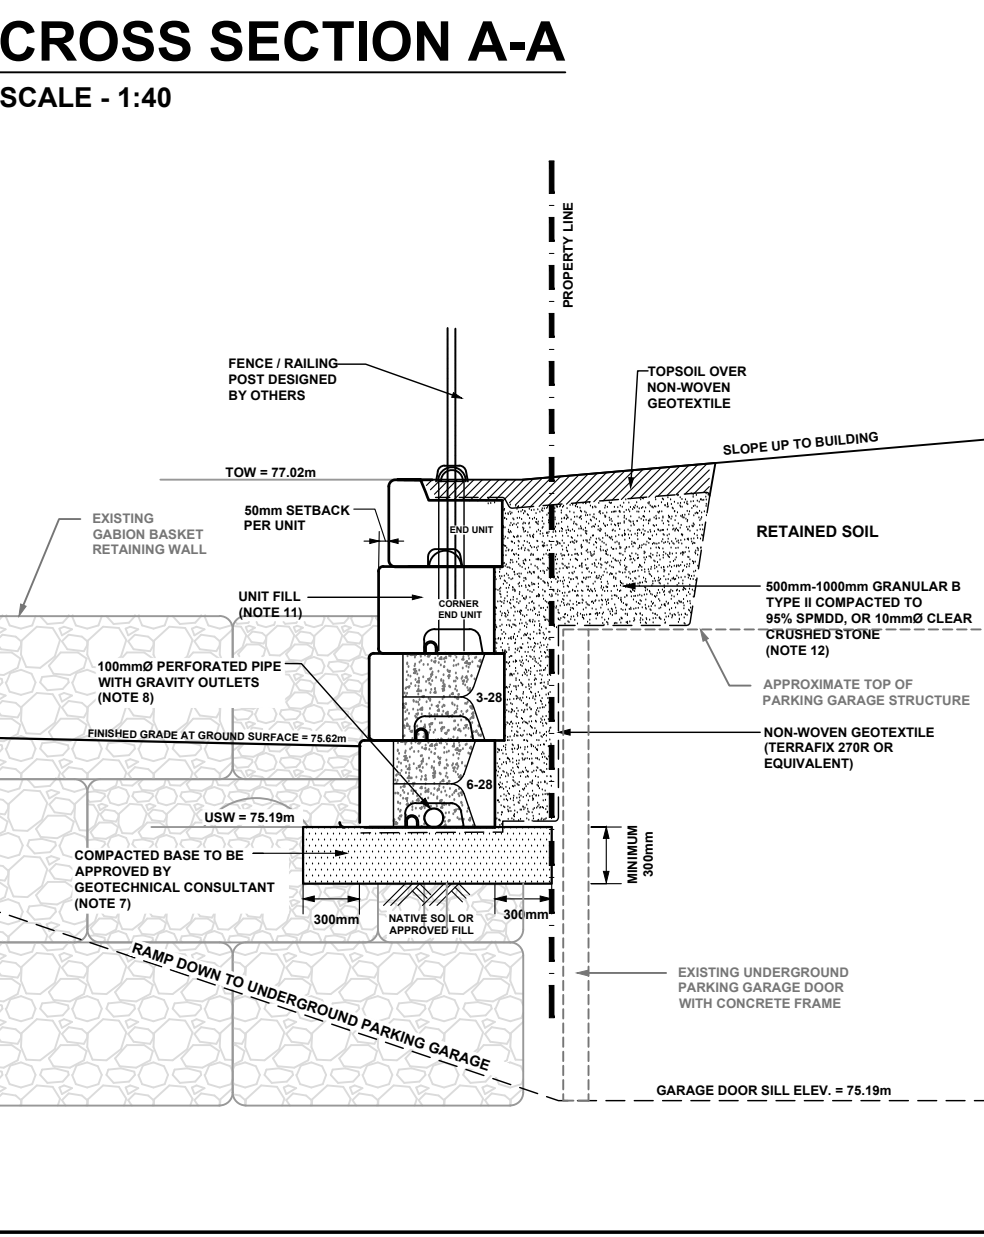 CROSS SECTION A-A
SCALE - 1:40
PROPERTY LINE
FENCE / RAILING
POST DESIGNED
BY OTHERS
TOPSOIL OVER
NON-WOVEN
GEOTEXTILE
SLOPE UP TO BUILDING
TOW = 77.02m
50mm SETBACK
PER UNIT
EXISTING
GABION BASKET
RETAINING WALL
END UNIT
RETAINED SOIL
UNIT FILL
(NOTE 11)
CORNER
END UNIT
500mm-1000mm GRANULAR B
TYPE II COMPACTED TO
95% SPMDD, OR 10mmØ CLEAR
CRUSHED STONE
(NOTE 12)
100mmØ PERFORATED PIPE
WITH GRAVITY OUTLETS
(NOTE 8)
3-28
APPROXIMATE TOP OF
PARKING GARAGE STRUCTURE
FINISHED GRADE AT GROUND SURFACE = 75.62m
NON-WOVEN GEOTEXTILE
(TERRAFIX 270R OR
EQUIVALENT)
6-28
USW = 75.19m
COMPACTED BASE TO BE
APPROVED BY
GEOTECHNICAL CONSULTANT
(NOTE 7)
MINIMUM
300mm
300mm
NATIVE SOIL OR
APPROVED FILL
300mm
RAMP DOWN TO UNDERGROUND PARKING GARAGE
EXISTING UNDERGROUND
PARKING GARAGE DOOR
WITH CONCRETE FRAME
GARAGE DOOR SILL ELEV. = 75.19m